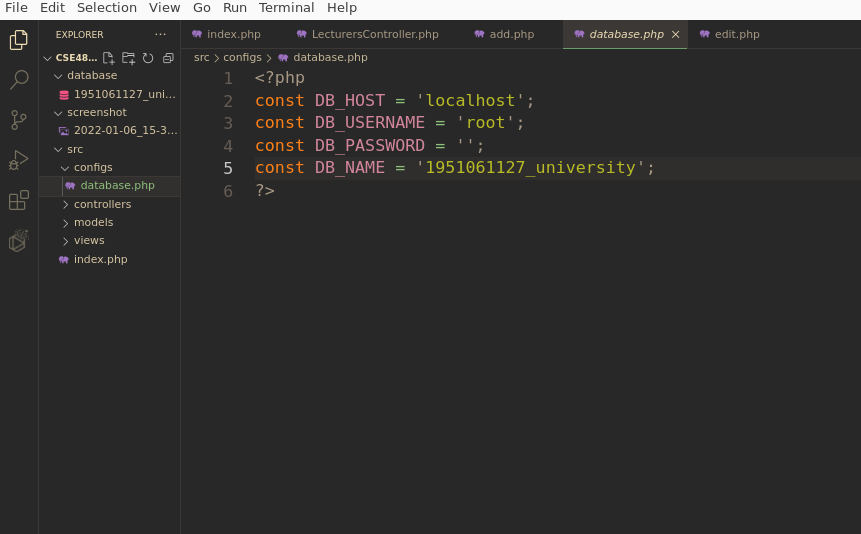 File Edit Selection View Go Run Terminal Help
EXPLORER ···
CSE48...
database
1951061127_uni...
screenshot
2022-01-06_15-3...
src
configs
database.php
controllers
models
views
index.php
index.php LecturersController.php add.php database.php edit.php
src configs database.php
1 <?php
2 const DB_HOST = 'localhost';
3 const DB_USERNAME = 'root';
4 const DB_PASSWORD = '';
5 const DB_NAME = '1951061127_university';
6 ?>